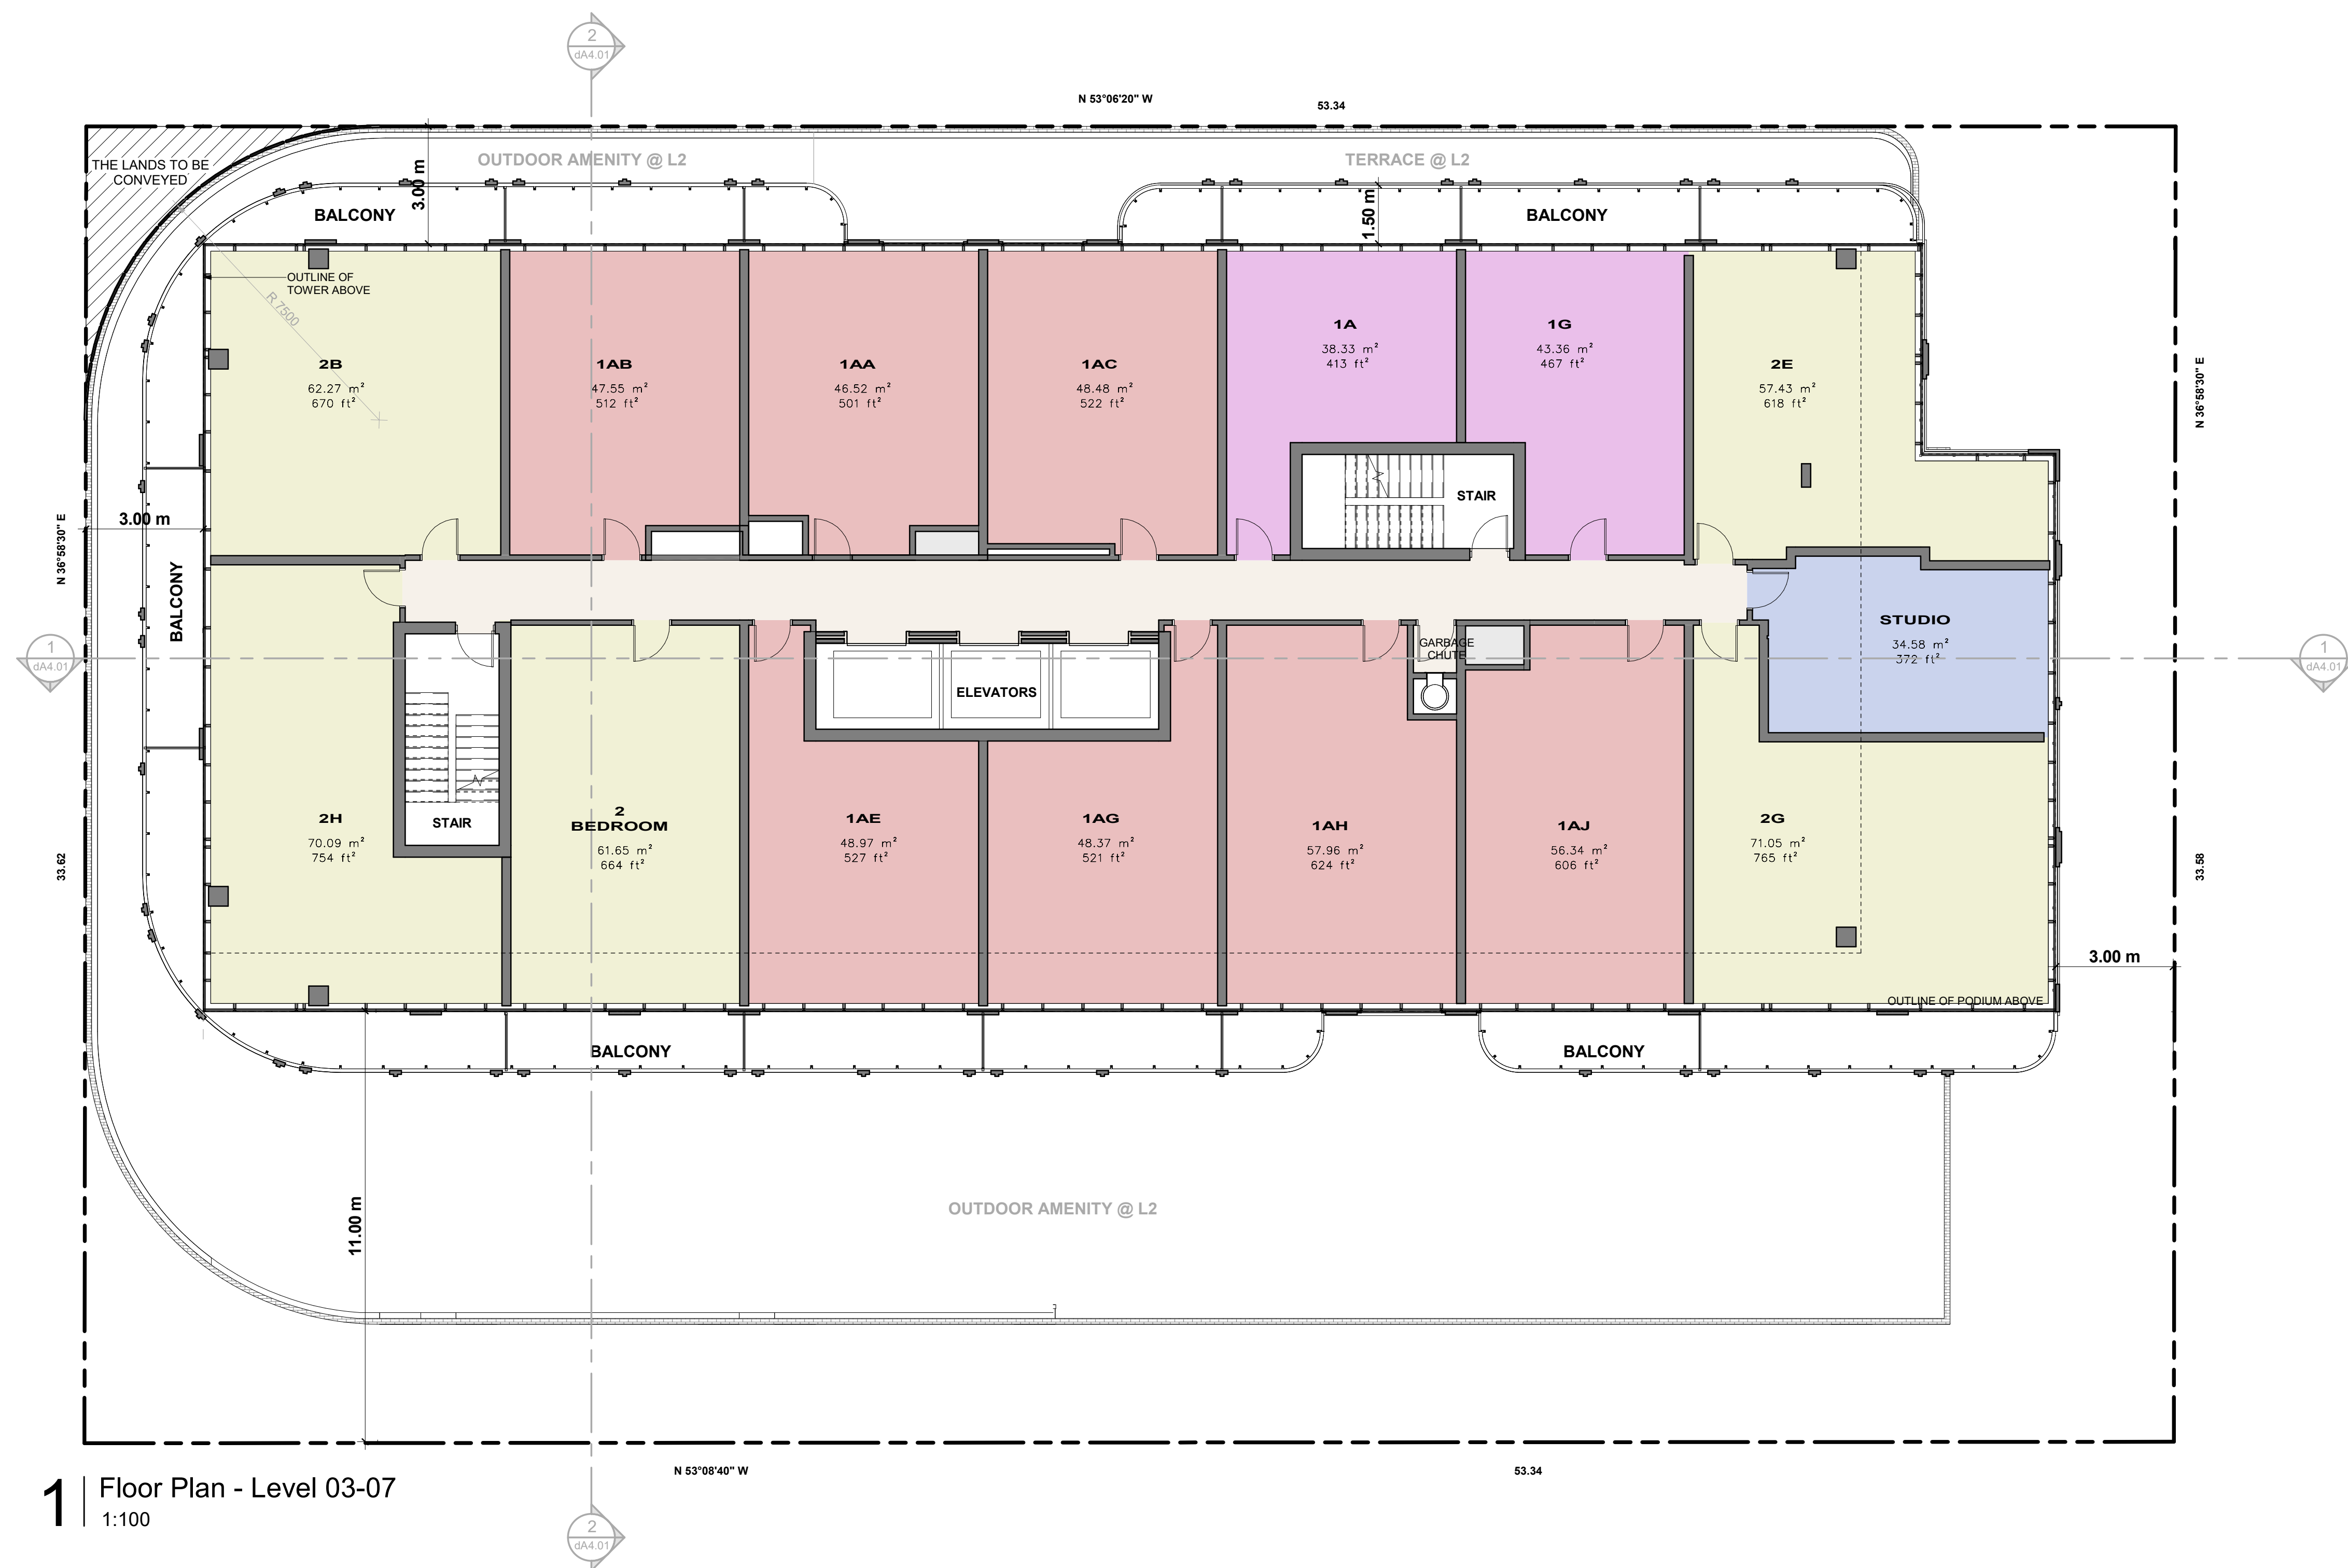 2
dA4.01
N 53°06'20" W
53.34
THE LANDS TO BE
CONVEYED
OUTDOOR AMENITY @ L2
TERRACE @ L2
3.00 m
1.50 m
BALCONY
BALCONY
OUTLINE OF
TOWER ABOVE
R 7500
2B
62.27 m²
670 ft²
1AB
47.55 m²
512 ft²
1AA
46.52 m²
501 ft²
1AC
48.48 m²
522 ft²
1A
38.33 m²
413 ft²
1G
43.36 m²
467 ft²
2E
57.43 m²
618 ft²
N 36°58'30" E
N 36°58'30" E
STAIR
3.00 m
BALCONY
1
dA4.01
GARBAGE
CHUTE
STUDIO
34.58 m²
372 ft²
1
dA4.01
ELEVATORS
STAIR
2H
70.09 m²
754 ft²
2
BEDROOM
61.65 m²
664 ft²
1AE
48.97 m²
527 ft²
1AG
48.37 m²
521 ft²
1AH
57.96 m²
624 ft²
1AJ
56.34 m²
606 ft²
2G
71.05 m²
765 ft²
33.62
33.58
3.00 m
OUTLINE OF PODIUM ABOVE
BALCONY
BALCONY
11.00 m
OUTDOOR AMENITY @ L2
N 53°08'40" W
53.34
1
Floor Plan - Level 03-07
1:100
2
dA4.01